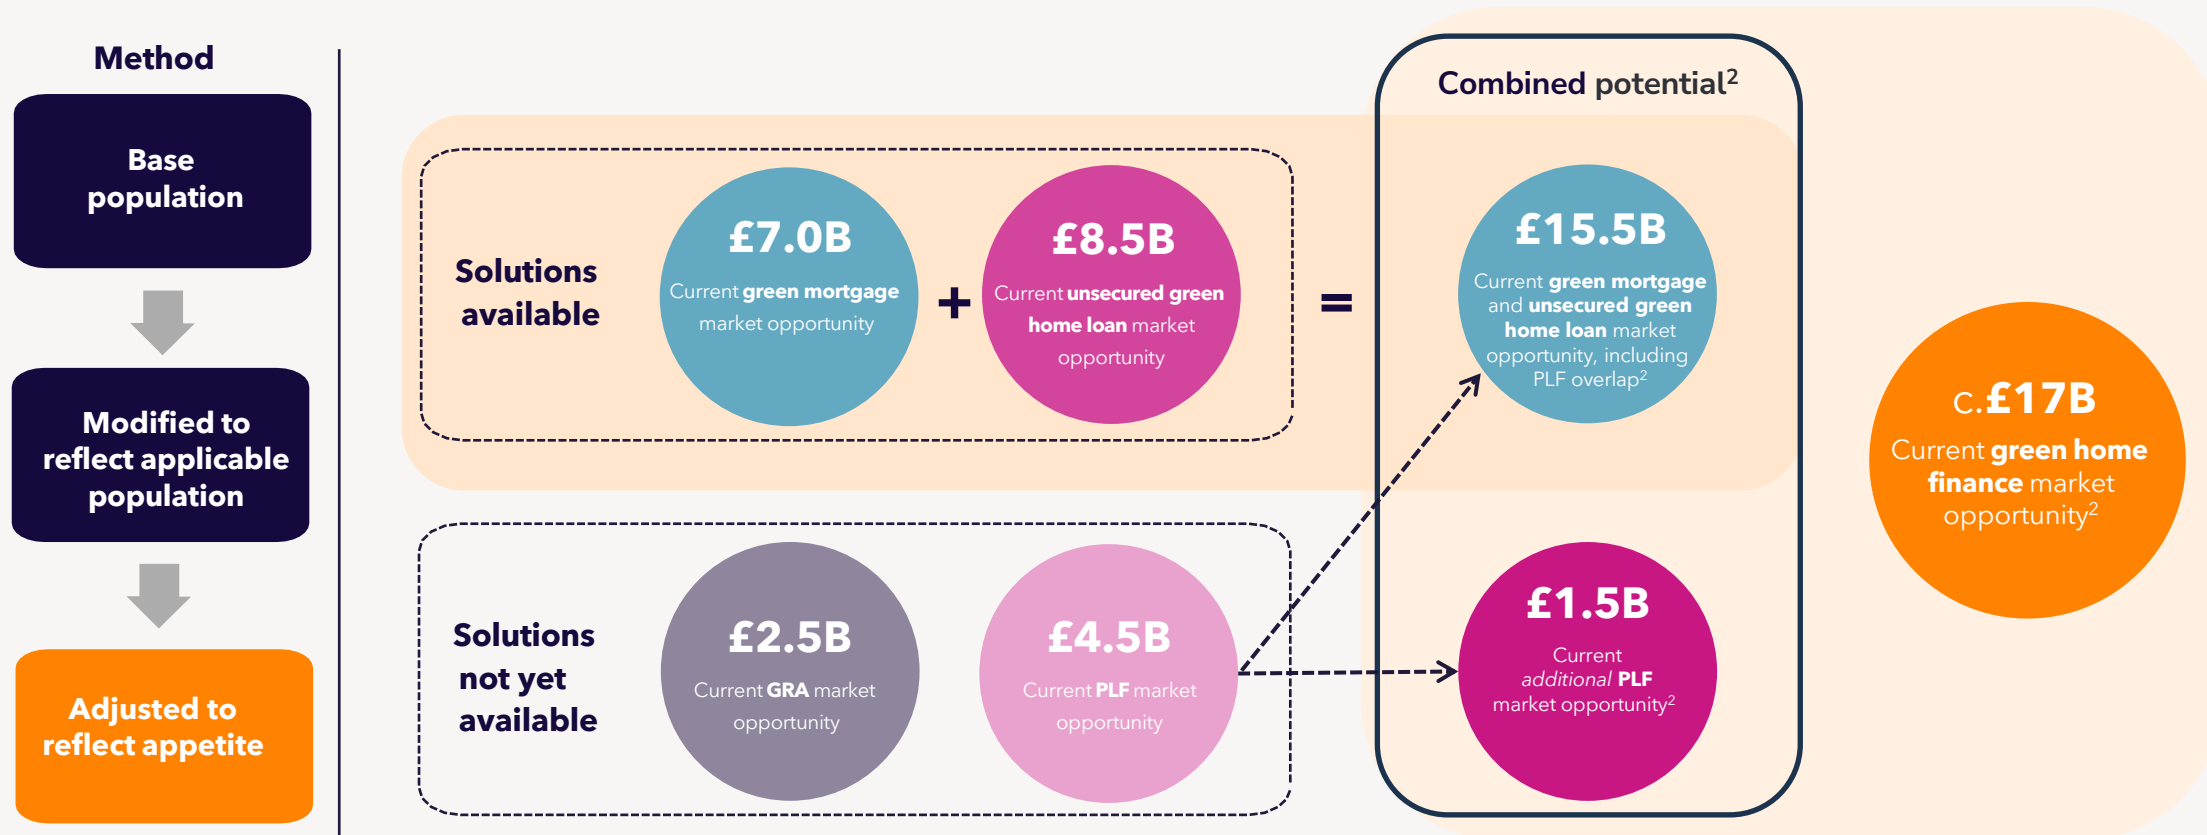 Method
Base
population
Modified to
reflect applicable
population
Adjusted to
reflect appetite
Solutions
available
£7.0B
Current green mortgage
market opportunity
+
£8.5B
Current unsecured green
home loan market
opportunity
=
Combined potential²
£15.5B
Current green mortgage
and unsecured green
home loan market
opportunity, including
PLF overlap²
Solutions
not yet
available
£2.5B
Current GRA market
opportunity
£4.5B
Current PLF market
opportunity
£1.5B
Current
additional PLF
market opportunity²
c.£17B
Current green home
finance market
opportunity²